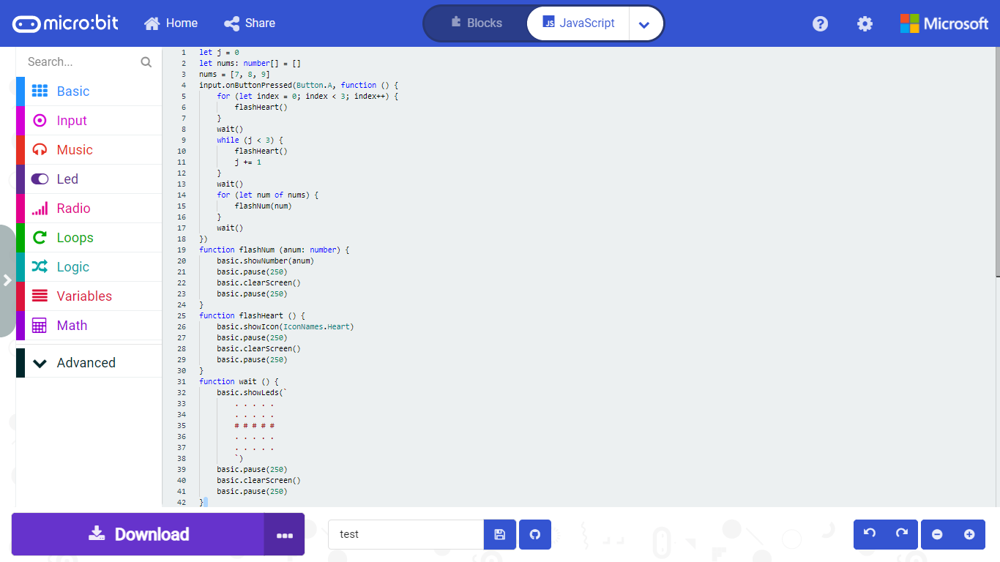 micro:bit Home Share Blocks JS JavaScript ? Microsoft
Search...
Basic
Input
Music
Led
Radio
Loops
Logic
Variables
Math
Advanced
1 let j = 0
2 let nums: number[] = []
3 nums = [7, 8, 9]
4 input.onButtonPressed(Button.A, function () {
5     for (let index = 0; index < 3; index++) {
6         flashHeart()
7     }
8     wait()
9     while (j < 3) {
10         flashHeart()
11         j += 1
12     }
13     wait()
14     for (let num of nums) {
15         flashNum(num)
16     }
17     wait()
18 })
19 function flashNum (anum: number) {
20     basic.showNumber(anum)
21     basic.pause(250)
22     basic.clearScreen()
23     basic.pause(250)
24 }
25 function flashHeart () {
26     basic.showIcon(IconNames.Heart)
27     basic.pause(250)
28     basic.clearScreen()
29     basic.pause(250)
30 }
31 function wait () {
32     basic.showLeds(`
33         . . . . .
34         . . . . .
35         # # # # #
36         . . . . .
37         . . . . .
38         `)
39     basic.pause(250)
40     basic.clearScreen()
41     basic.pause(250)
42 }
Download ... test